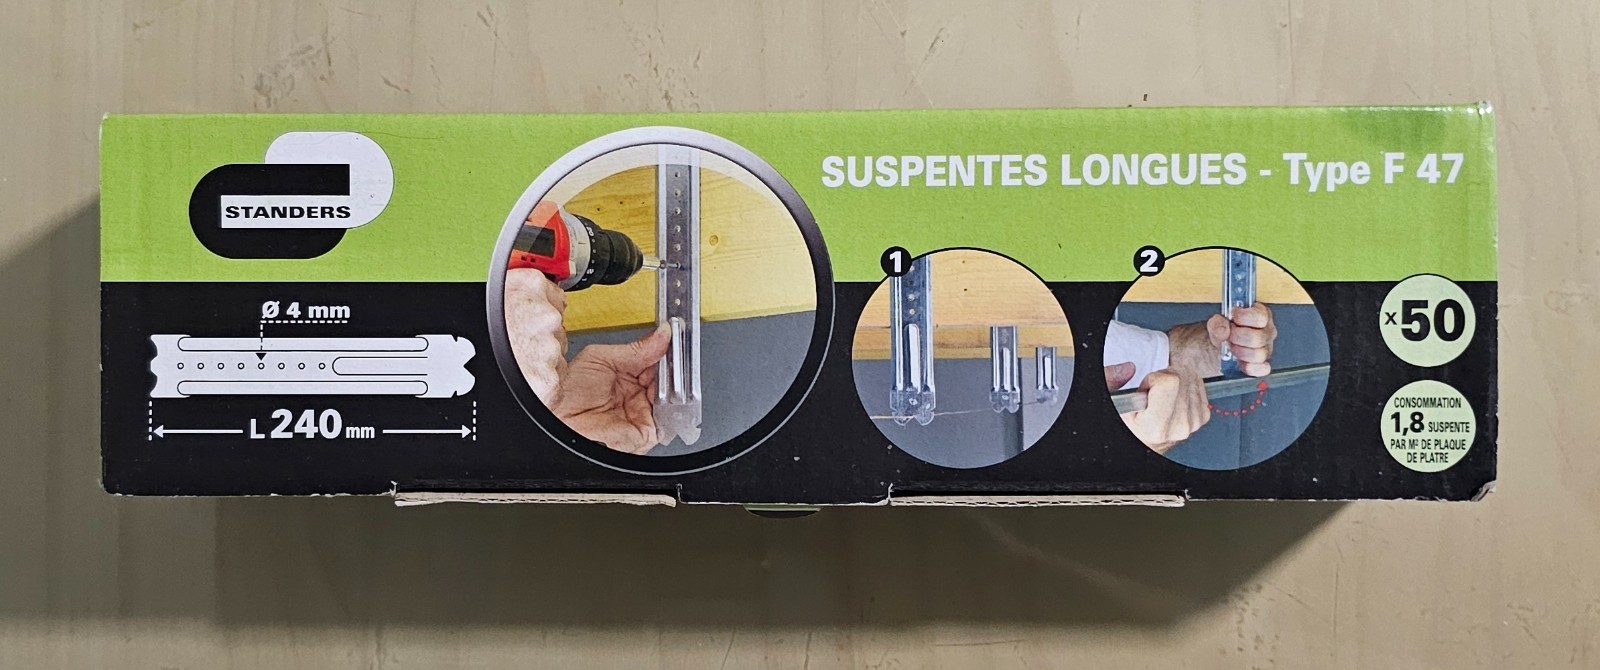 STANDERS
SUSPENTES LONGUES - Type F 47
Ø 4 mm
L 240 mm
1
2
x50
CONSOMMATION
1,8 SUSPENTE
PAR M² DE PLAQUE
DE PLATRE